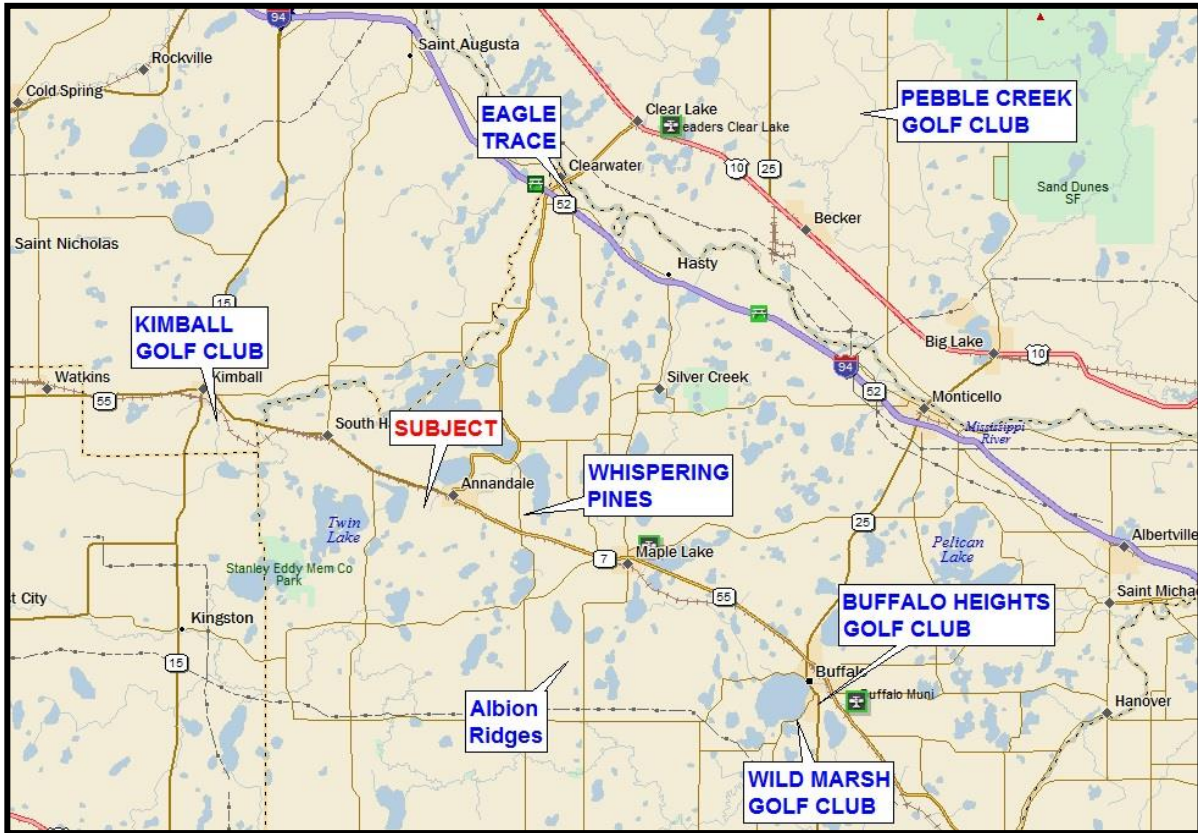 94
Saint Augusta
Rockville
Cold Spring
EAGLE
TRACE
Clear Lake
eaders Clear Lake
PEBBLE CREEK
GOLF CLUB
Clearwater
10
25
52
Sand Dunes
SF
Becker
Saint Nicholas
Hasty
15
KIMBALL
GOLF CLUB
Big Lake
10
94
Watkins
Kimball
Silver Creek
55
52
Monticello
South Ha
SUBJECT
Mississippi
River
WHISPERING
PINES
Annandale
Twin
Lake
25
Pelican
Lake
Albertville
7
Maple Lake
Stanley Eddy Mem Co
Park
55
st City
BUFFALO HEIGHTS
GOLF CLUB
Saint Michae
Kingston
15
Buffalo
Albion
Ridges
Buffalo Muni
Hanover
WILD MARSH
GOLF CLUB